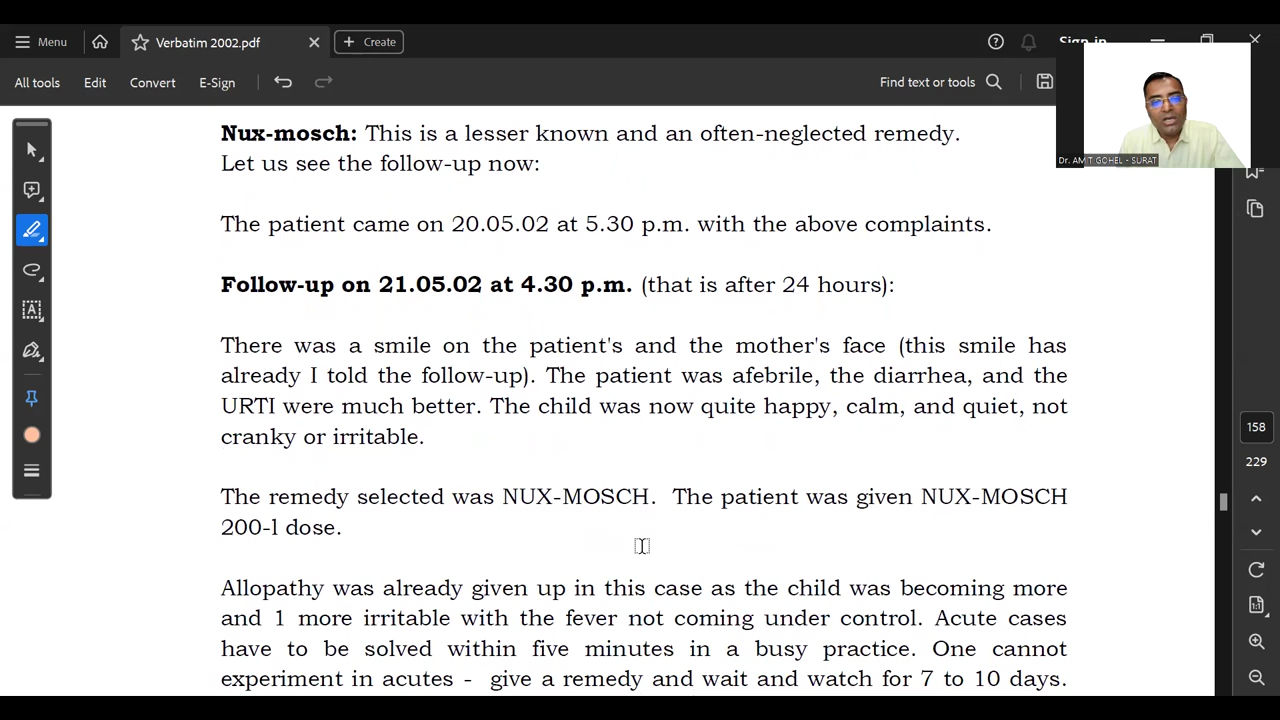 Menu
Verbatim 2002.pdf
Create
All tools
Edit
Convert
E-Sign
Find text or tools
Dr. AMIT GOHEL - SURAT
Nux-mosch: This is a lesser known and an often-neglected remedy.
Let us see the follow-up now:
The patient came on 20.05.02 at 5.30 p.m. with the above complaints.
Follow-up on 21.05.02 at 4.30 p.m. (that is after 24 hours):
There was a smile on the patient's and the mother's face (this smile has
already I told the follow-up). The patient was afebrile, the diarrhea, and the
URTI were much better. The child was now quite happy, calm, and quiet, not
cranky or irritable.
The remedy selected was NUX-MOSCH. The patient was given NUX-MOSCH
200-l dose.
Allopathy was already given up in this case as the child was becoming more
and 1 more irritable with the fever not coming under control. Acute cases
have to be solved within five minutes in a busy practice. One cannot
experiment in acutes - give a remedy and wait and watch for 7 to 10 days.
158
229